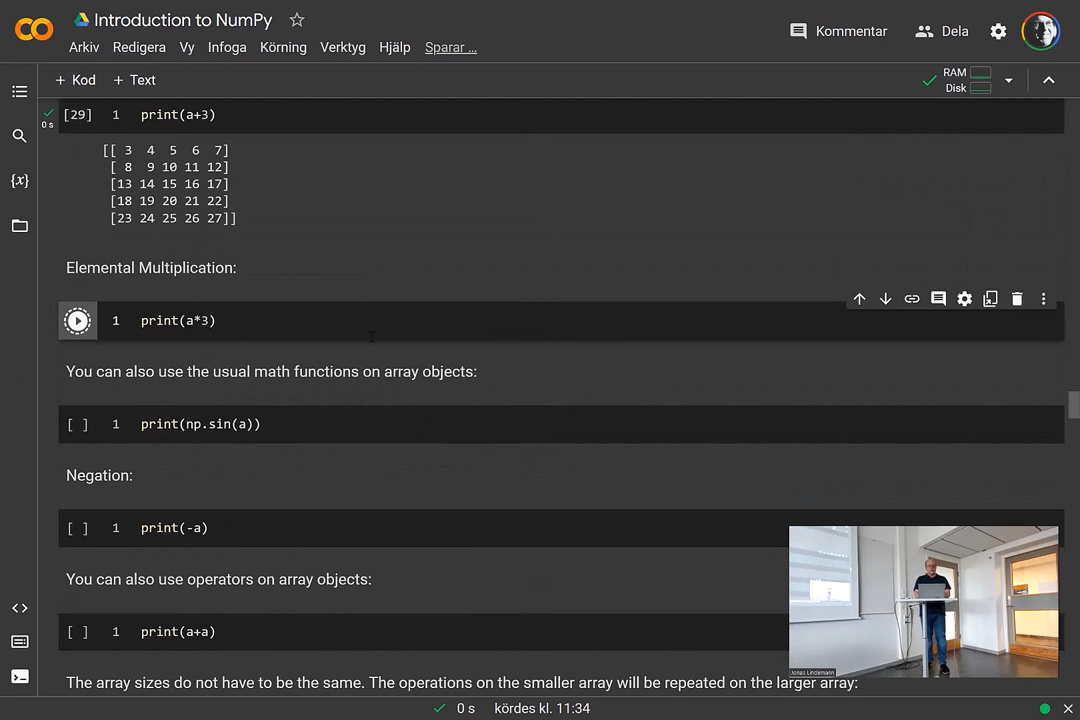 Introduction to NumPy
Arkiv Redigera Vy Infoga Körning Verktyg Hjälp Sparar ...
Kommentar
Dela
+ Kod + Text
RAM
Disk
0 s
[29] 1 print(a+3)
[[ 3 4 5 6 7]
[ 8 9 10 11 12]
[13 14 15 16 17]
[18 19 20 21 22]
[23 24 25 26 27]]
Elemental Multiplication:
1 print(a*3)
You can also use the usual math functions on array objects:
[ ] 1 print(np.sin(a))
Negation:
[ ] 1 print(-a)
You can also use operators on array objects:
[ ] 1 print(a+a)
Jonas Lindemann
The array sizes do not have to be the same. The operations on the smaller array will be repeated on the larger array:
0 s kördes kl. 11:34